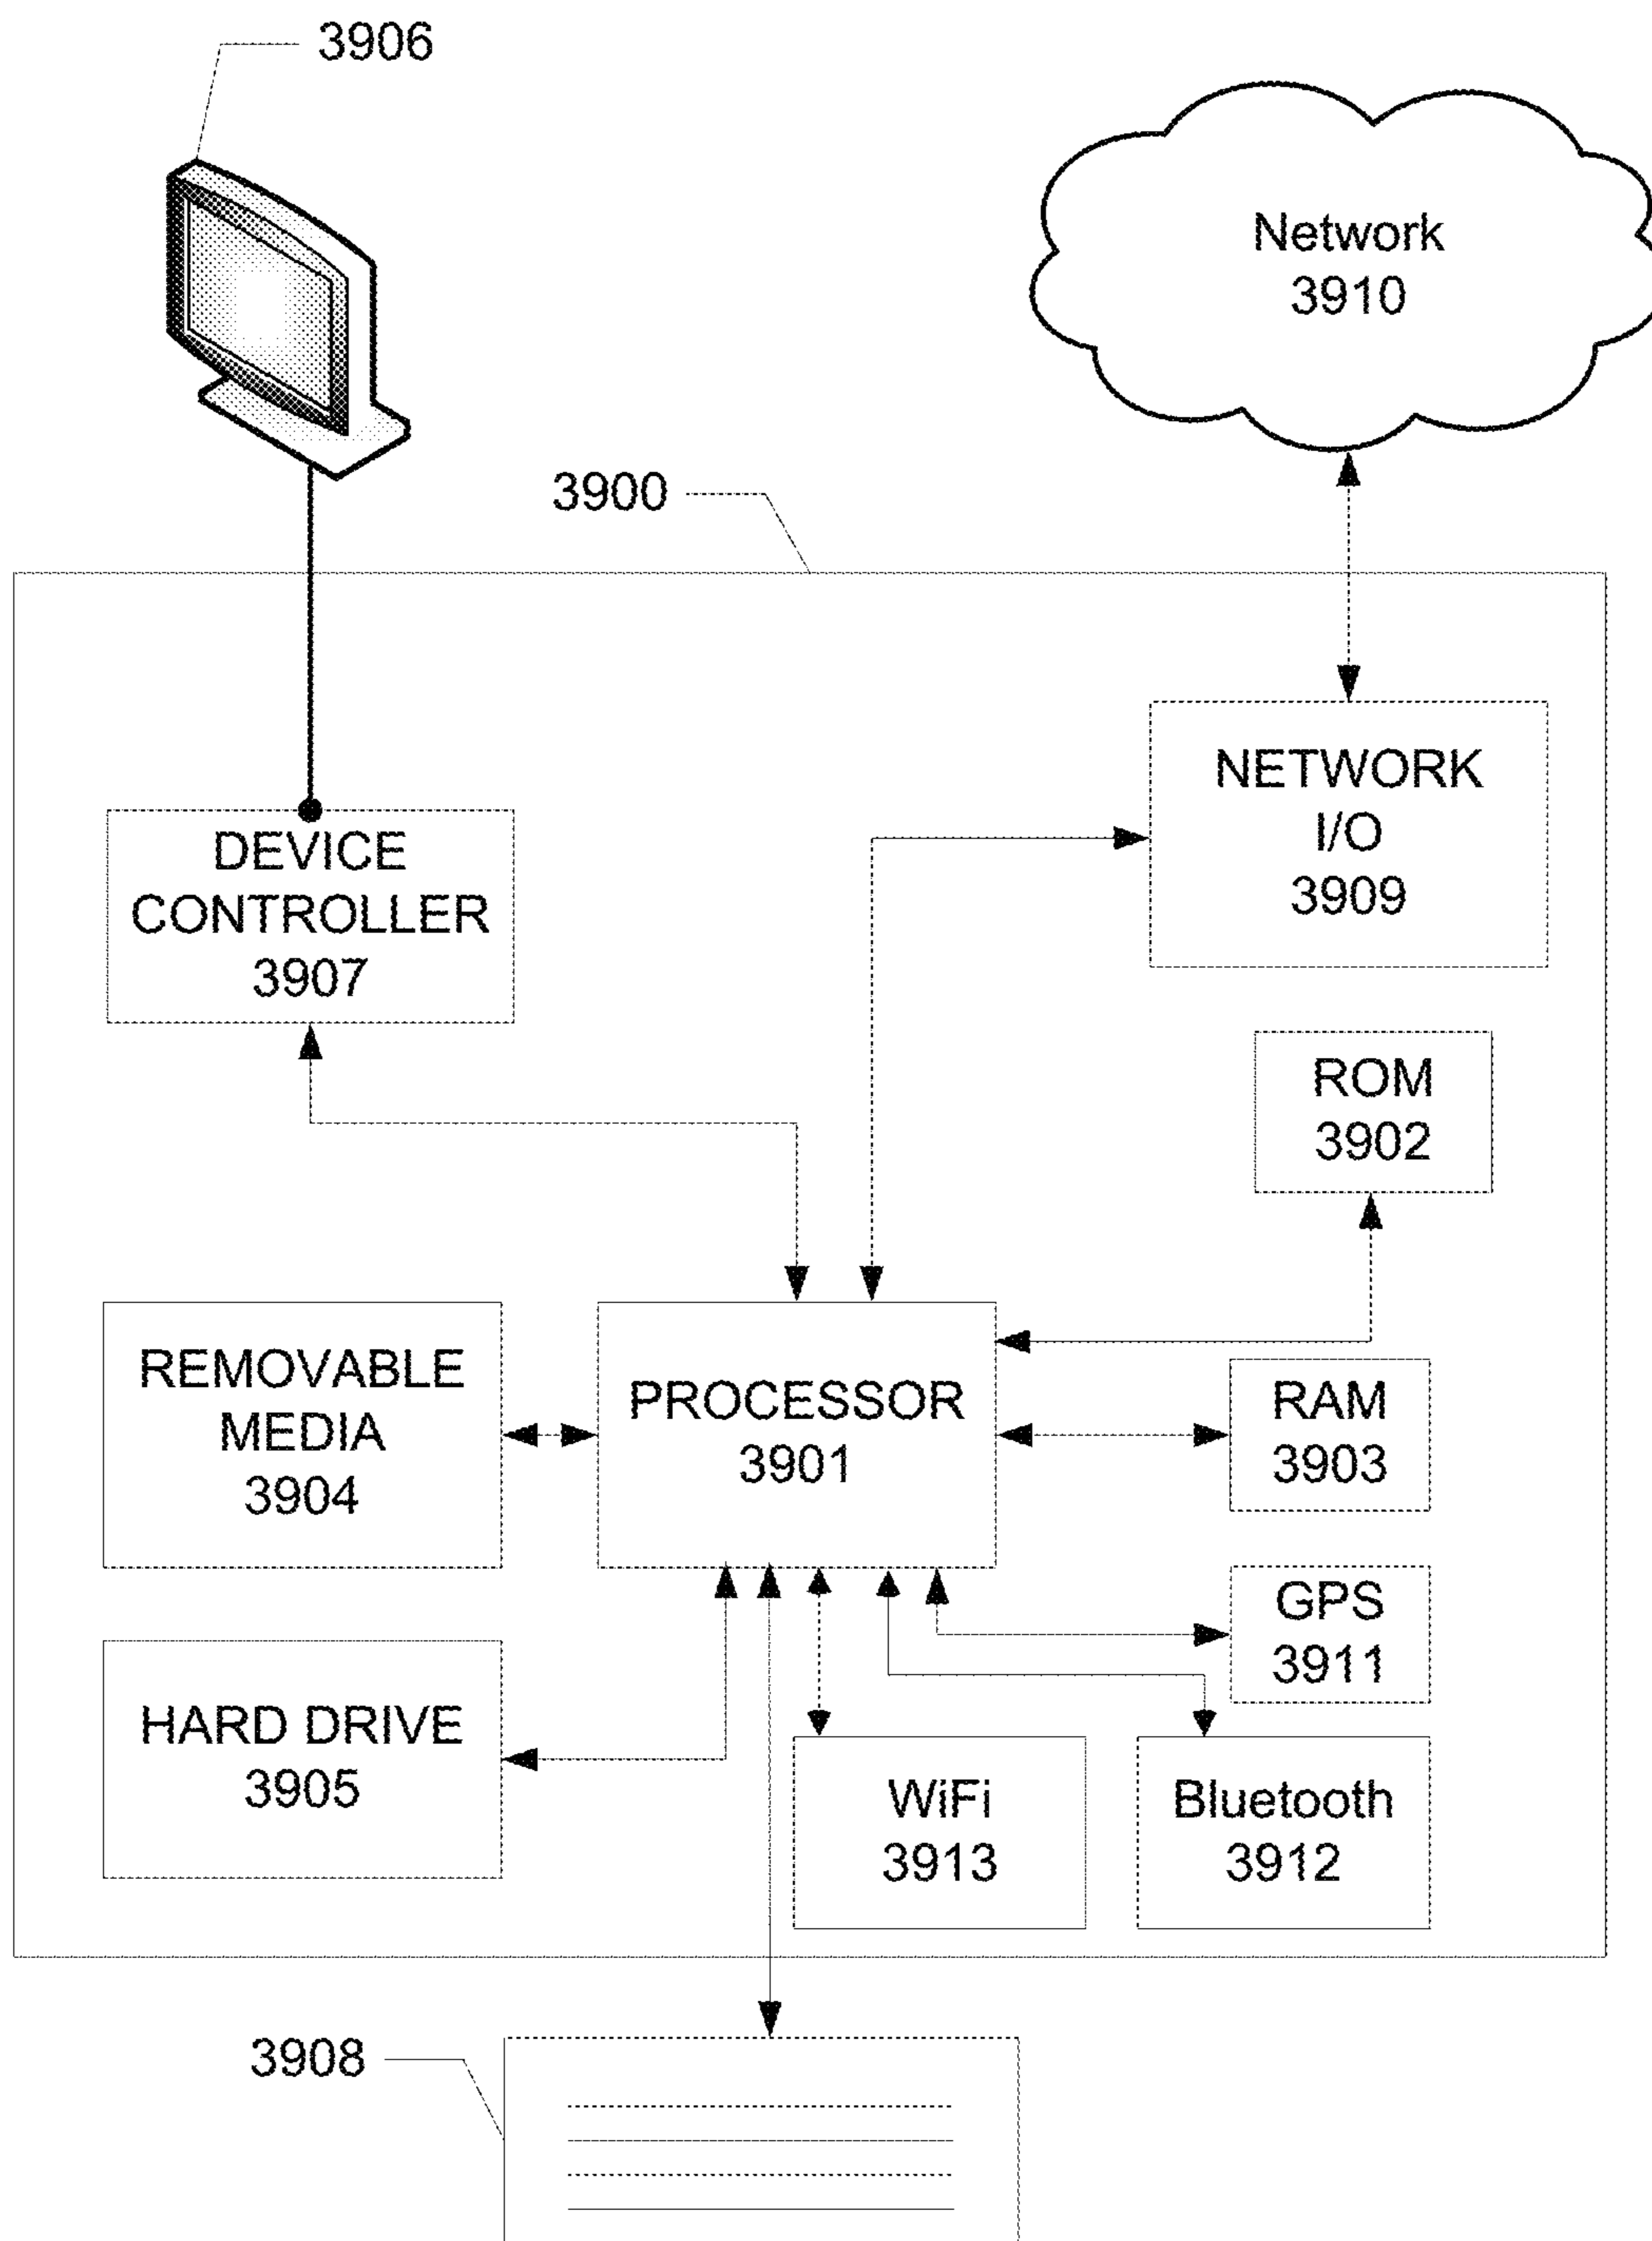 3906
Network
3910
3900
NETWORK
I/O
3909
DEVICE
CONTROLLER
3907
ROM
3902
REMOVABLE
MEDIA
3904
PROCESSOR
3901
RAM
3903
GPS
3911
HARD DRIVE
3905
WiFi
3913
Bluetooth
3912
3908